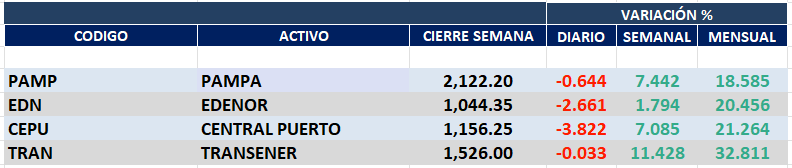 VARIACIÓN %
CODIGO ACTIVO CIERRE SEMANA DIARIO SEMANAL MENSUAL
PAMP PAMPA 2,122.20 -0.644 7.442 18.585
EDN EDENOR 1,044.35 -2.661 1.794 20.456
CEPU CENTRAL PUERTO 1,156.25 -3.822 7.085 21.264
TRAN TRANSENER 1,526.00 -0.033 11.428 32.811